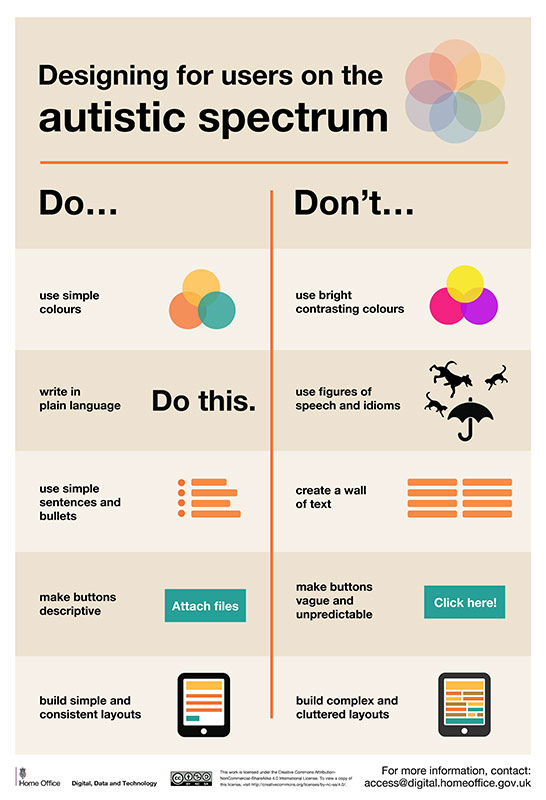 Designing for users on the
autistic spectrum
Do...
Don't...
use simple
colours
use bright
contrasting colours
write in
plain language
Do this.
use figures of
speech and idioms
use simple
sentences and
bullets
create a wall
of text
make buttons
descriptive
Attach files
make buttons
vague and
unpredictable
Click here!
build simple and
consistent layouts
build complex and
cluttered layouts
Home Office
Digital, Data and Technology
This work is licensed under the Creative Commons Attribution-
NonCommercial-ShareAlike 4.0 International License. To view a copy of
this license, visit http://creativecommons.org/licenses/by-nc-sa/4.0/.
For more information, contact:
access@digital.homeoffice.gov.uk